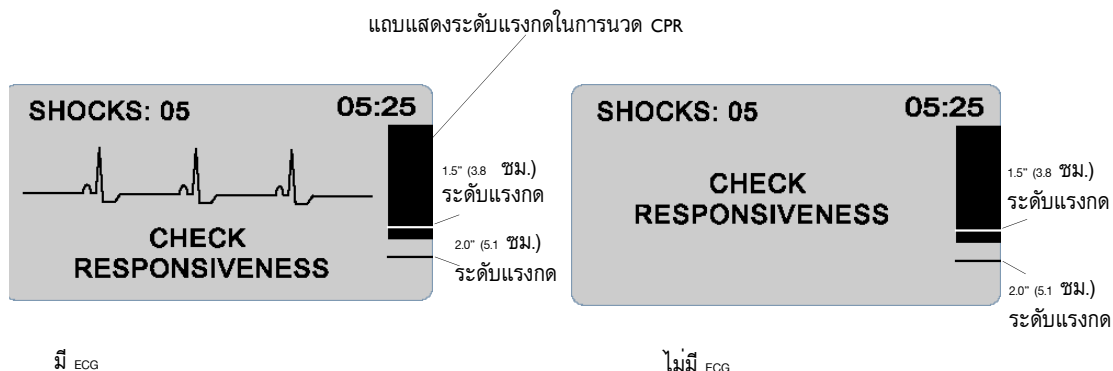 แถบแสดงระดับแรงกดในการนวด CPR
SHOCKS: 05 05:25
CHECK
RESPONSIVENESS
1.5" (3.8 ซม.)
ระดับแรงกด
2.0" (5.1 ซม.)
ระดับแรงกด
มี ECG
SHOCKS: 05 05:25
CHECK
RESPONSIVENESS
1.5" (3.8 ซม.)
ระดับแรงกด
2.0" (5.1 ซม.)
ระดับแรงกด
ไม่มี ECG